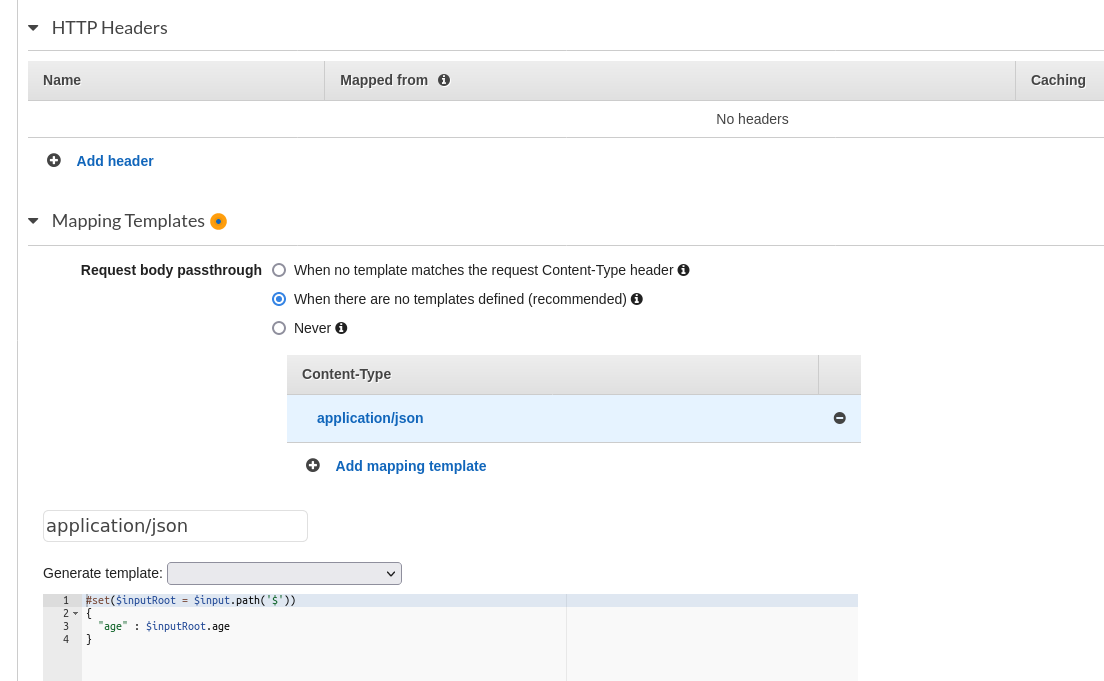 HTTP Headers
Name Mapped from Caching
No headers
Add header
Mapping Templates
Request body passthrough When no template matches the request Content-Type header
When there are no templates defined (recommended)
Never
Content-Type
application/json
Add mapping template
application/json
Generate template:
1 #set($inputRoot = $input.path('$'))
2 {
3 "age" : $inputRoot.age
4 }